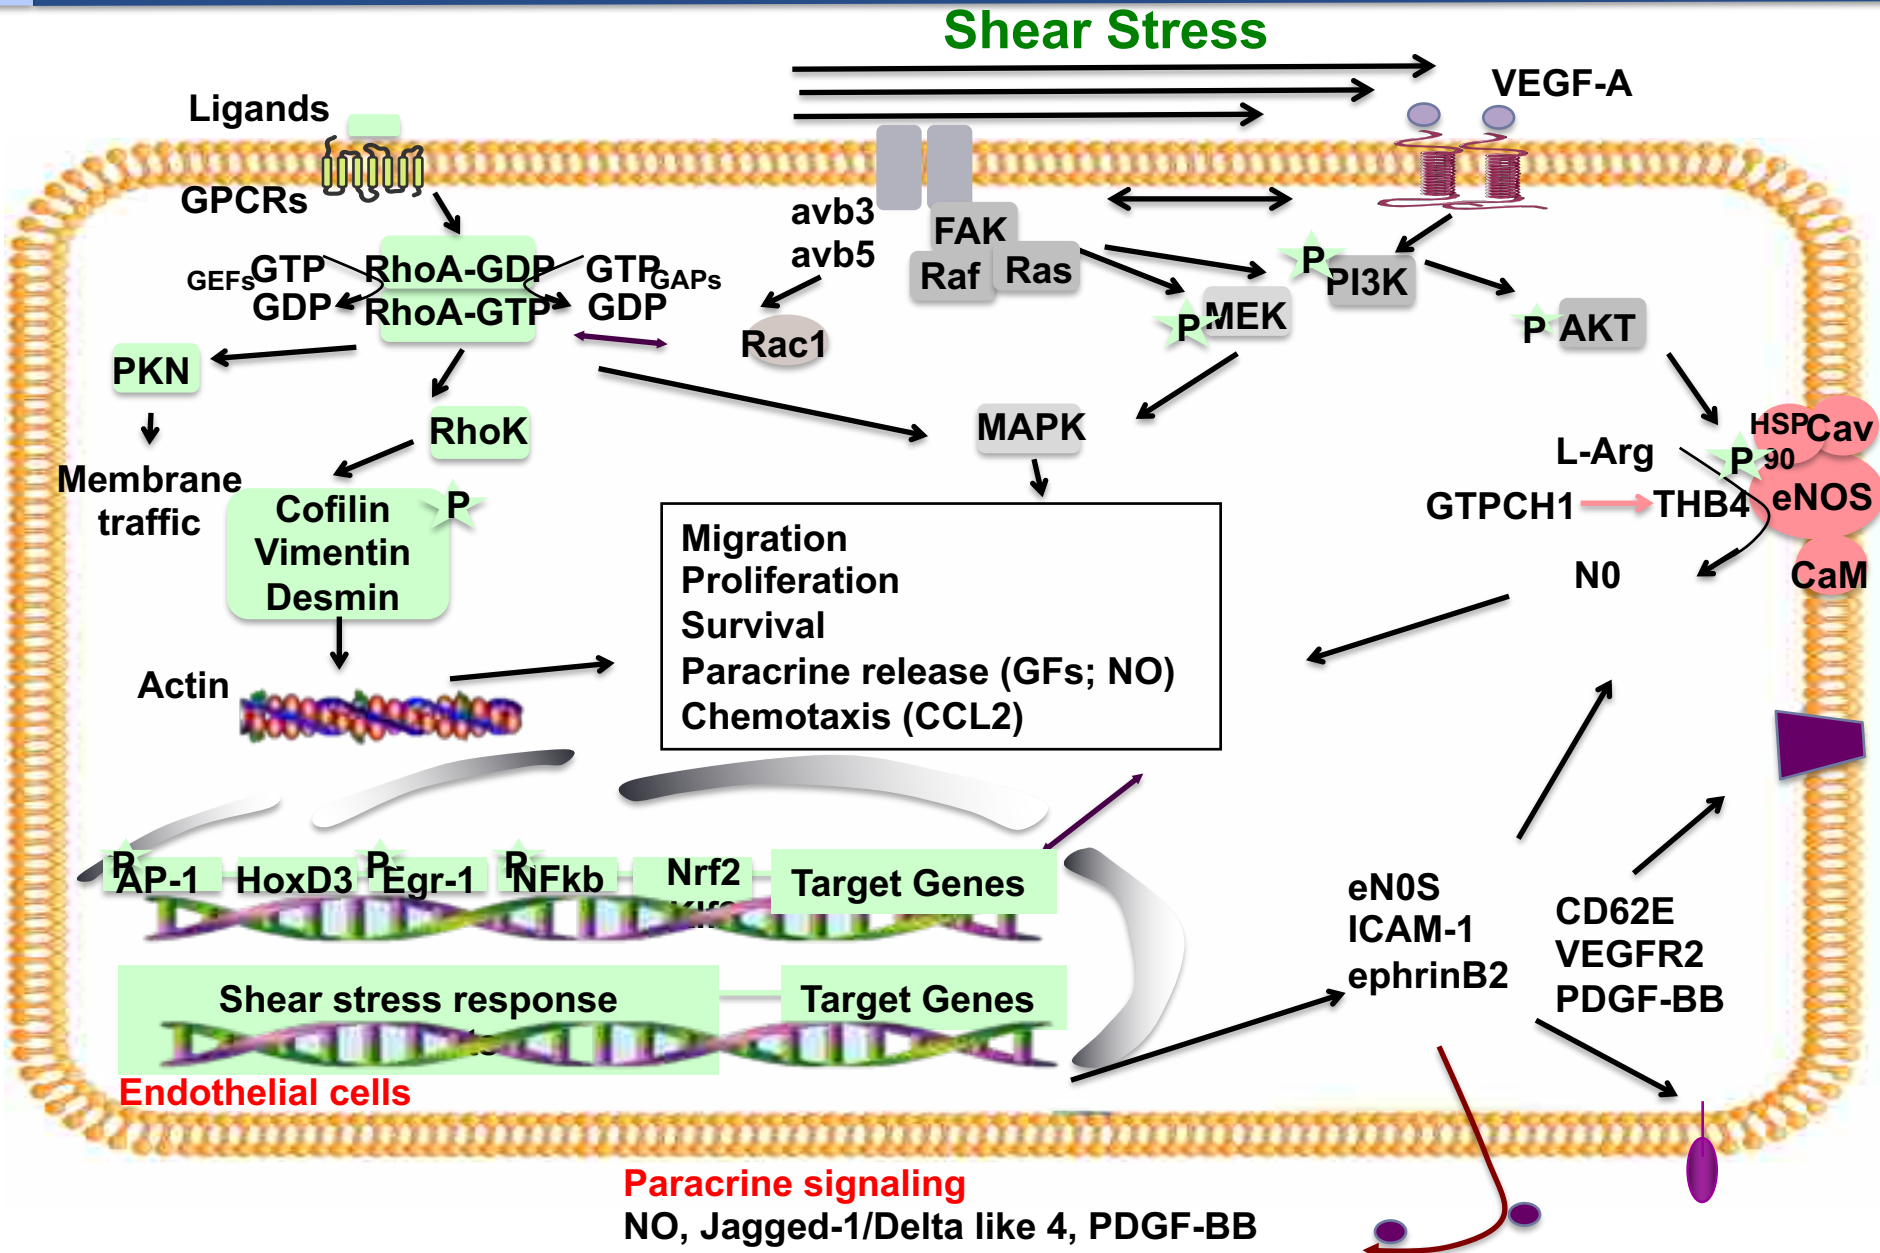 Shear Stress
VEGF-A
Ligands
GPCRs
avb3
avb5
FAK
Raf
Ras
GEFs
GTP
GDP
RhoA-GDP
RhoA-GTP
GTP
GAPs
GDP
P
PI3K
P
MEK
P
AKT
Rac1
PKN
RhoK
MAPK
Membrane
traffic
Cofilin
Vimentin
Desmin
P
HSP
90
Cav
P
L-Arg
GTPCH1
THB4
eNOS
N0
CaM
Migration
Proliferation
Survival
Paracrine release (GFs; NO)
Chemotaxis (CCL2)
Actin
P
AP-1
HoxD3
P
Egr-1
P
NFkb
Nrf2
Target Genes
eN0S
ICAM-1
ephrinB2
CD62E
VEGFR2
PDGF-BB
Shear stress response
Target Genes
Endothelial cells
Paracrine signaling
NO, Jagged-1/Delta like 4, PDGF-BB